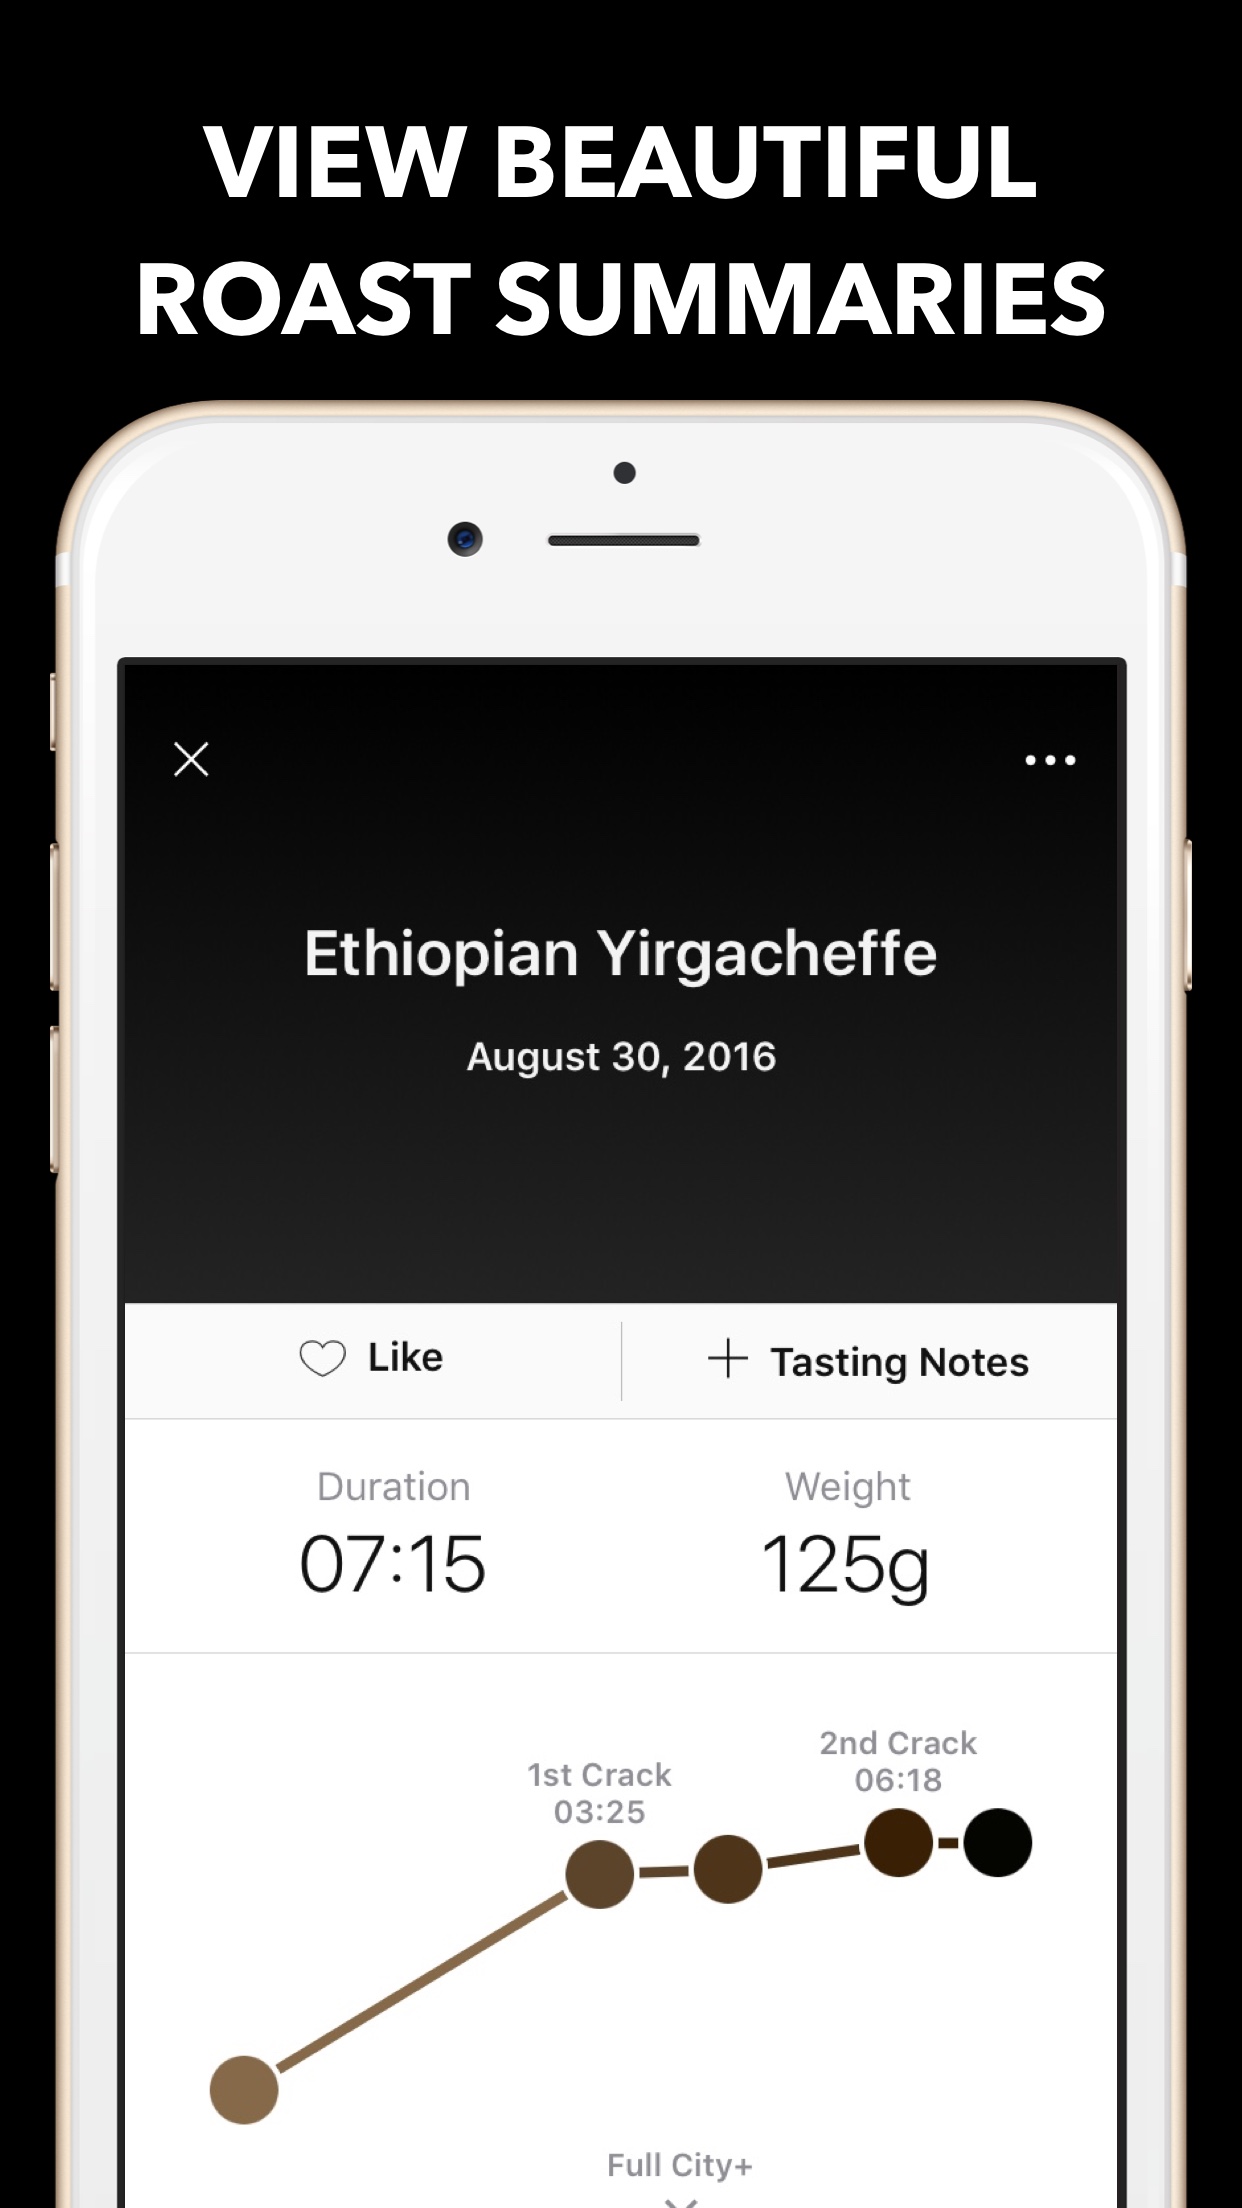 VIEW BEAUTIFUL
ROAST SUMMARIES
Ethiopian Yirgacheffe
August 30, 2016
Like
Tasting Notes
Duration
Weight
07:15
125g
1st Crack
03:25
2nd Crack
06:18
Full City+